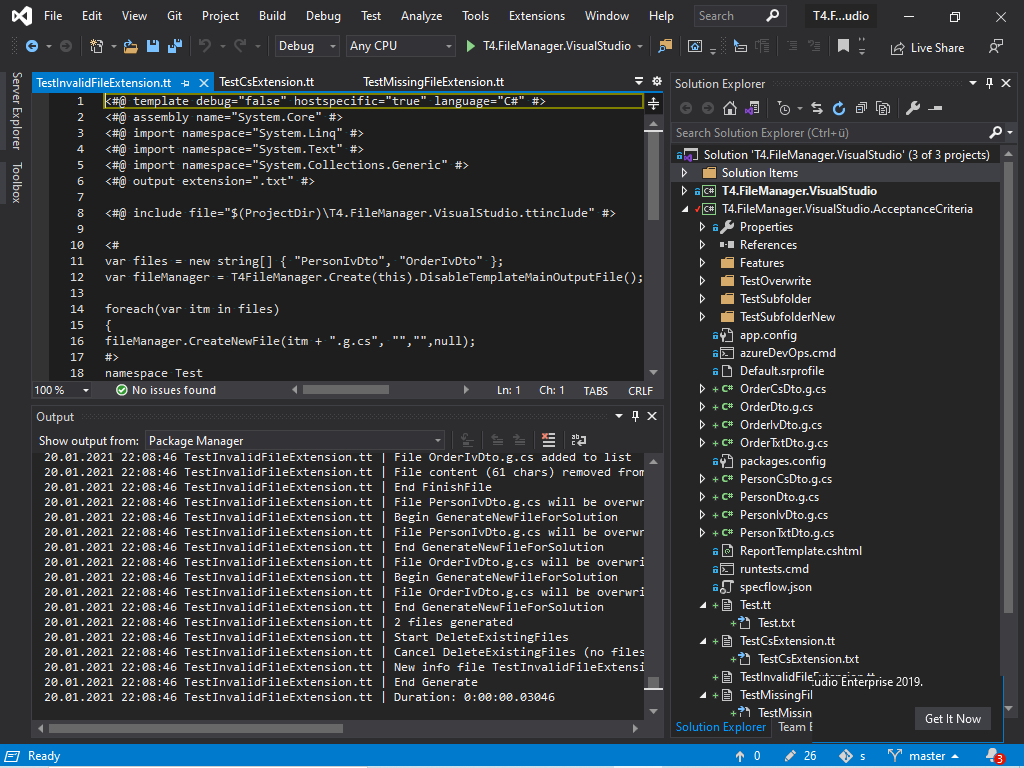 File Edit View Git Project Build Debug Test Analyze Tools Extensions Window Help Search T4.F...udio
Debug Any CPU T4.FileManager.VisualStudio Live Share
Server Explorer
Toolbox
TestInvalidFileExtension.tt TestCsExtension.tt TestMissingFileExtension.tt
1 <#@ template debug="false" hostspecific="true" language="C#" #>
2 <#@ assembly name="System.Core" #>
3 <#@ import namespace="System.Linq" #>
4 <#@ import namespace="System.Text" #>
5 <#@ import namespace="System.Collections.Generic" #>
6 <#@ output extension=".txt" #>
7
8 <#@ include file="$(ProjectDir)\T4.FileManager.VisualStudio.ttinclude" #>
9
10 <#
11 var files = new string[] { "PersonIvDto", "OrderIvDto" };
12 var fileManager = T4FileManager.Create(this).DisableTemplateMainOutputFile();
13
14 foreach(var itm in files)
15 {
16 fileManager.CreateNewFile(itm + ".g.cs", "","",null);
17 #>
18 namespace Test
100 % No issues found Ln: 1 Ch: 1 TABS CRLF
Output
Show output from: Package Manager
20.01.2021 22:08:46 TestInvalidFileExtension.tt | File OrderIvDto.g.cs added to list
20.01.2021 22:08:46 TestInvalidFileExtension.tt | File content (61 chars) removed from
20.01.2021 22:08:46 TestInvalidFileExtension.tt | End FinishFile
20.01.2021 22:08:46 TestInvalidFileExtension.tt | File PersonIvDto.g.cs will be overwr
20.01.2021 22:08:46 TestInvalidFileExtension.tt | Begin GenerateNewFileForSolution
20.01.2021 22:08:46 TestInvalidFileExtension.tt | File PersonIvDto.g.cs will be overwr
20.01.2021 22:08:46 TestInvalidFileExtension.tt | End GenerateNewFileForSolution
20.01.2021 22:08:46 TestInvalidFileExtension.tt | File OrderIvDto.g.cs will be overwri
20.01.2021 22:08:46 TestInvalidFileExtension.tt | Begin GenerateNewFileForSolution
20.01.2021 22:08:46 TestInvalidFileExtension.tt | File OrderIvDto.g.cs will be overwri
20.01.2021 22:08:46 TestInvalidFileExtension.tt | End GenerateNewFileForSolution
20.01.2021 22:08:46 TestInvalidFileExtension.tt | 2 files generated
20.01.2021 22:08:46 TestInvalidFileExtension.tt | Start DeleteExistingFiles
20.01.2021 22:08:46 TestInvalidFileExtension.tt | Cancel DeleteExistingFiles (no files
20.01.2021 22:08:46 TestInvalidFileExtension.tt | New info file TestInvalidFileExtensi
20.01.2021 22:08:46 TestInvalidFileExtension.tt | End Generate
20.01.2021 22:08:46 TestInvalidFileExtension.tt | Duration: 0:00:00.03046
Solution Explorer
Search Solution Explorer (Ctrl+ü)
Solution 'T4.FileManager.VisualStudio' (3 of 3 projects)
Solution Items
C# T4.FileManager.VisualStudio
C# T4.FileManager.VisualStudio.AcceptanceCriteria
Properties
References
Features
TestOverwrite
TestSubfolder
TestSubfolderNew
app.config
azureDevOps.cmd
Default.srprofile
+ C# OrderCsDto.g.cs
+ C# OrderDto.g.cs
+ C# OrderIvDto.g.cs
+ C# OrderTxtDto.g.cs
packages.config
+ C# PersonCsDto.g.cs
+ C# PersonDto.g.cs
+ C# PersonIvDto.g.cs
+ C# PersonTxtDto.g.cs
ReportTemplate.cshtml
runtests.cmd
specflow.json
+ Test.tt
+ Test.txt
+ TestCsExtension.tt
+ TestCsExtension.txt
+ TestInvalidFile
udio Enterprise 2019.
+ TestMissingFil
+ TestMissin
Get It Now
Solution Explorer Team E
Ready 0 26 s master 3